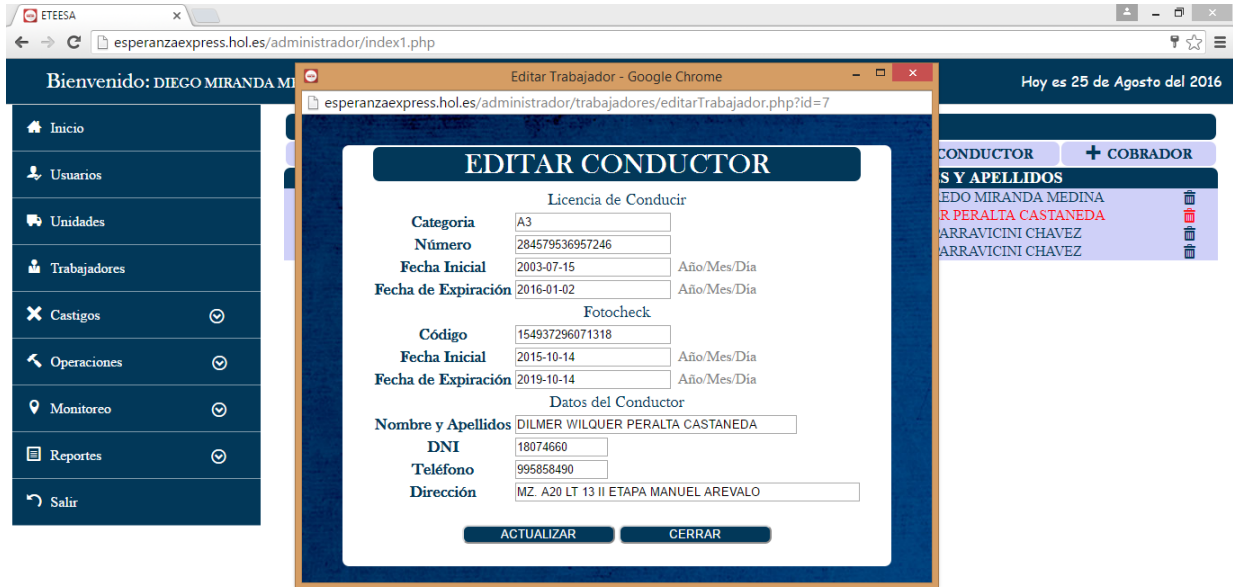 ETEESA
esperanzaexpress.hol.es/administrador/index1.php
Bienvenido: DIEGO MIRANDA
Hoy es 25 de Agosto del 2016
Inicio
Usuarios
Unidades
Trabajadores
Castigos
Operaciones
Monitoreo
Reportes
Salir
Editar Trabajador - Google Chrome
esperanzaexpress.hol.es/administrador/trabajadores/editarTrabajador.php?id=7
EDITAR CONDUCTOR
Licencia de Conducir
Categoria A3
Número 284579536957246
Fecha Inicial 2003-07-15 Año/Mes/Día
Fecha de Expiración 2016-01-02 Año/Mes/Día
Fotocheck
Código 154937296071318
Fecha Inicial 2015-10-14 Año/Mes/Día
Fecha de Expiración 2019-10-14 Año/Mes/Día
Datos del Conductor
Nombre y Apellidos DILMER WILQUER PERALTA CASTANEDA
DNI 18074660
Teléfono 995858490
Dirección MZ. A20 LT 13 II ETAPA MANUEL AREVALO
ACTUALIZAR CERRAR
CONDUCTOR + COBRADOR
S Y APELLIDOS
EDO MIRANDA MEDINA
R PERALTA CASTANEDA
PARRAVICINI CHAVEZ
PARRAVICINI CHAVEZ